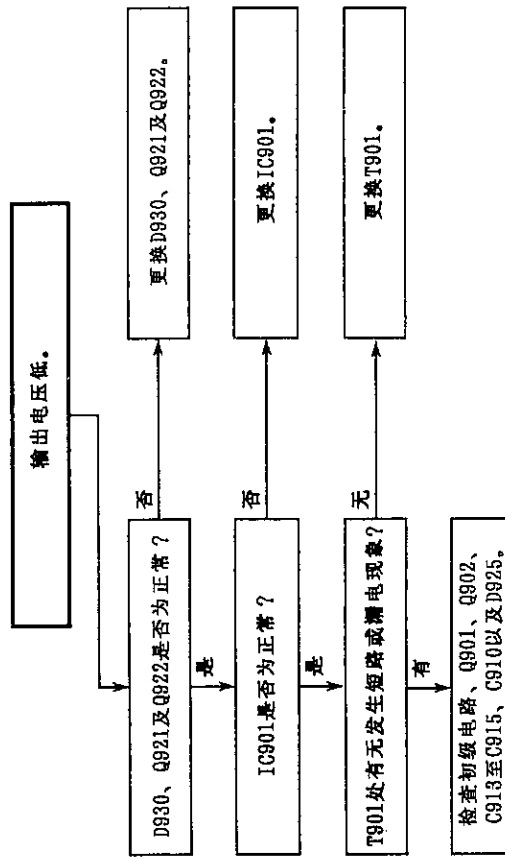 输出电压低。
D930、Q921及Q922是否为正常？
否
更换D930、Q921及Q922。
是
IC901是否为正常？
否
更换IC901。
是
T901处有无发生短路或漏电现象？
无
更换T901。
有
检查初级电路、Q901、Q902、
C913至C915、C910以及D925。